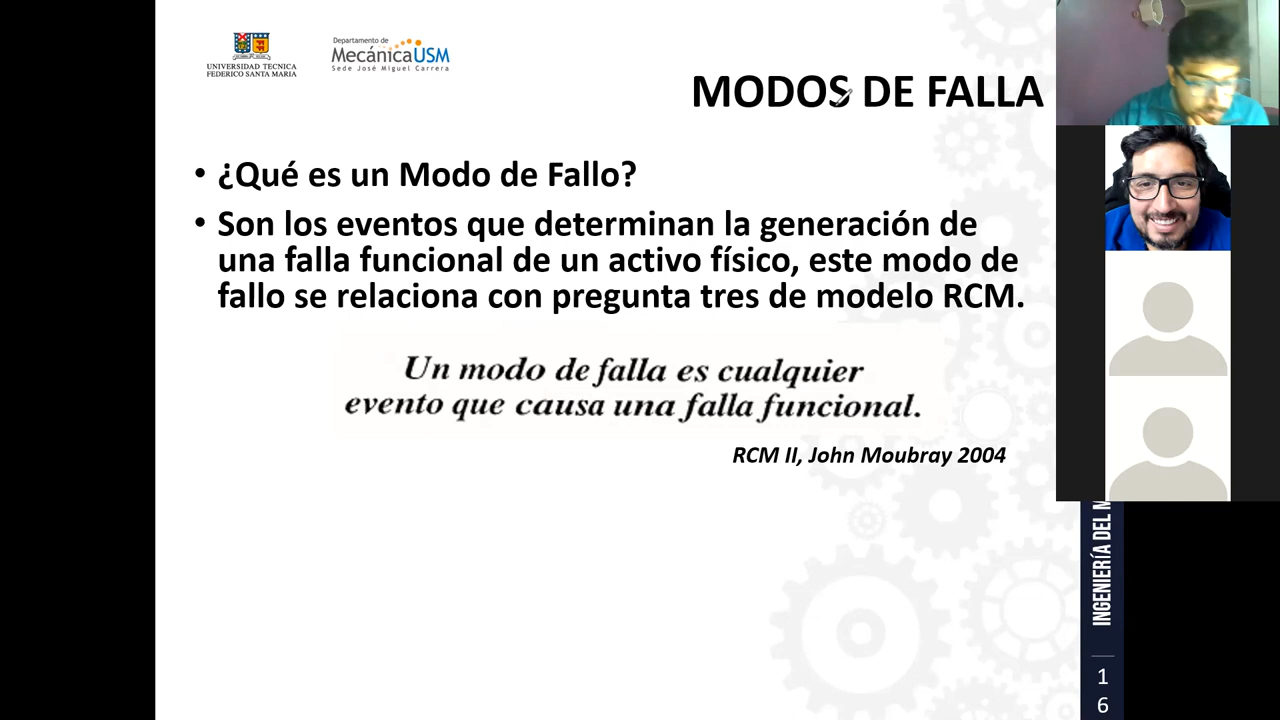 UNIVERSIDAD TECNICA
FEDERICO SANTA MARIA
Departamento de
MecánicaUSM
Sede José Miguel Carrera
MODOS DE FALLA
• ¿Qué es un Modo de Fallo?
• Son los eventos que determinan la generación de
una falla funcional de un activo físico, este modo de
fallo se relaciona con pregunta tres de modelo RCM.
Un modo de falla es cualquier
evento que causa una falla funcional.
RCM II, John Moubray 2004
INGENIERÍA DEL
1
6